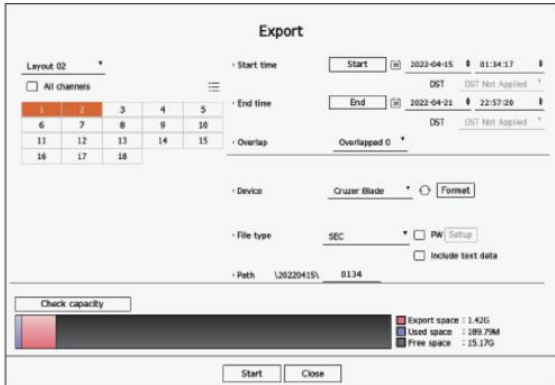 Export
Layout 02
All channels
1 2 3 4 5
6 7 8 9 10
11 12 13 14 15
16 17 18
· Start time Start 2022-04-15 01:34:17
DST DST Not Applied
· End time End 2022-04-21 22:57:20
DST DST Not Applied
· Overlap Overlapped 0
· Device Cruzer Blade Format
· File type SEC PW Setup
Include text data
· Path \20220415\ 0134
Check capacity
Export space : 1.42G
Used space : 189.79M
Free space : 15.17G
Start Close